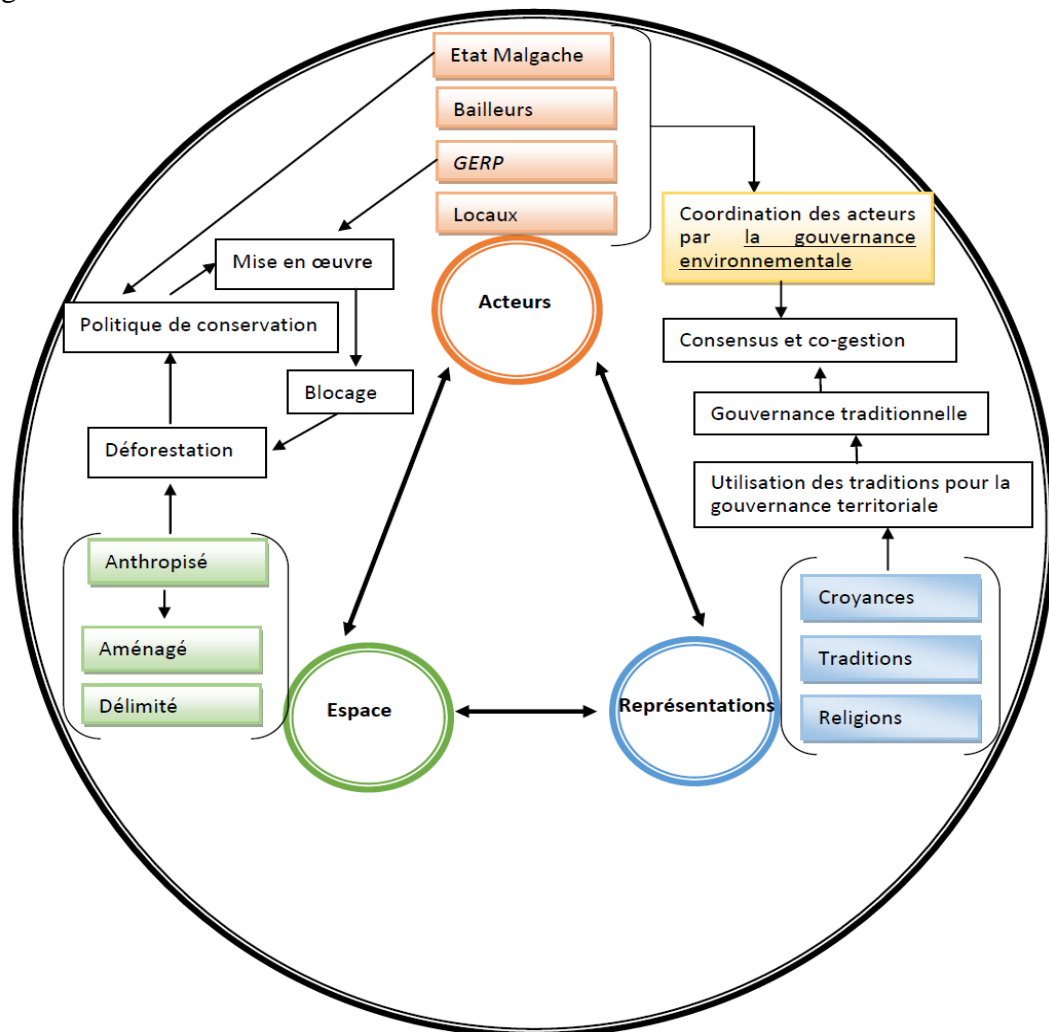 Etat Malgache
Bailleurs
GERP
Locaux
Acteurs
Coordination des acteurs
par la gouvernance
environnementale
Mise en œuvre
Politique de conservation
Blocage
Déforestation
Consensus et co-gestion
Gouvernance traditionnelle
Utilisation des traditions pour la
gouvernance territoriale
Anthropisé
Aménagé
Délimité
Espace
Représentations
Croyances
Traditions
Religions